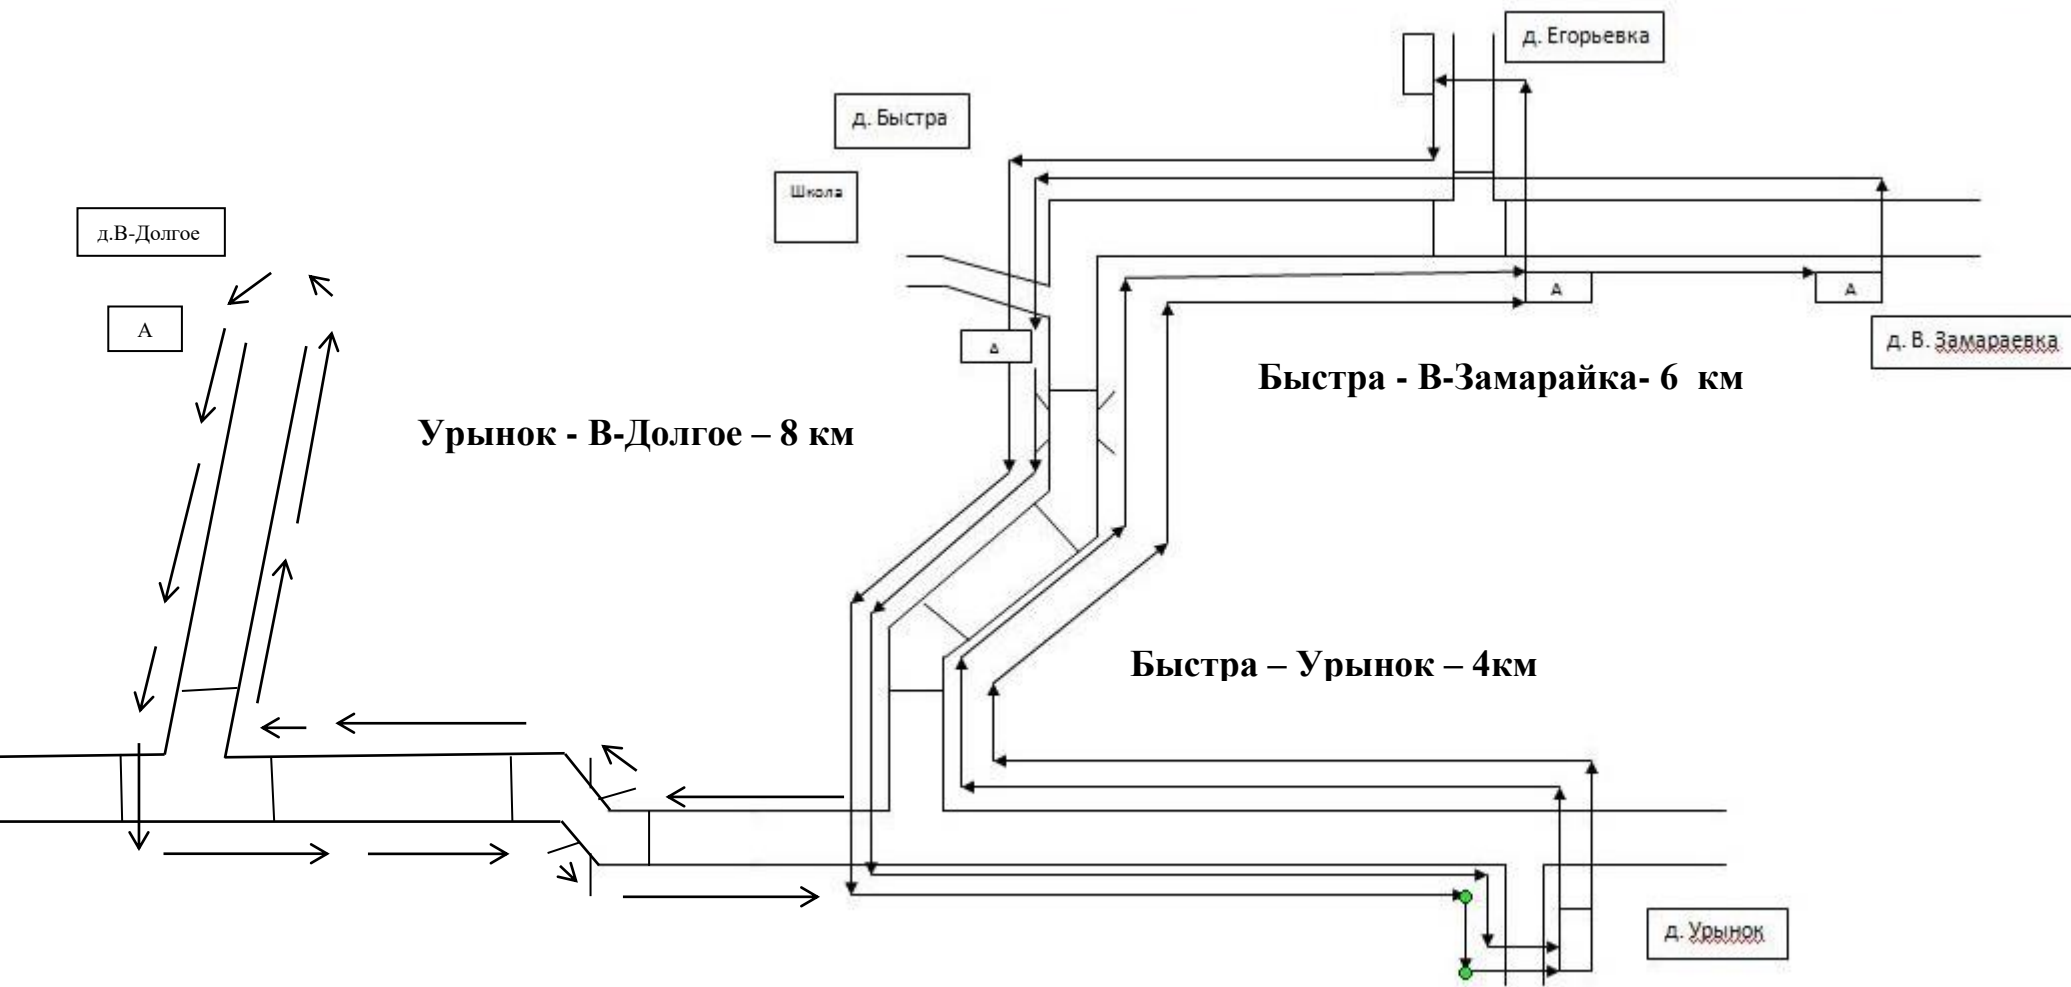 д. Егорьевка
д. Быстра
Школа
д.В-Долгое
А
А
А
А
д. В. Замараевка
Быстра - В-Замарайка- 6 км
Урынок - В-Долгое – 8 км
Быстра – Урынок – 4км
д. Урынок